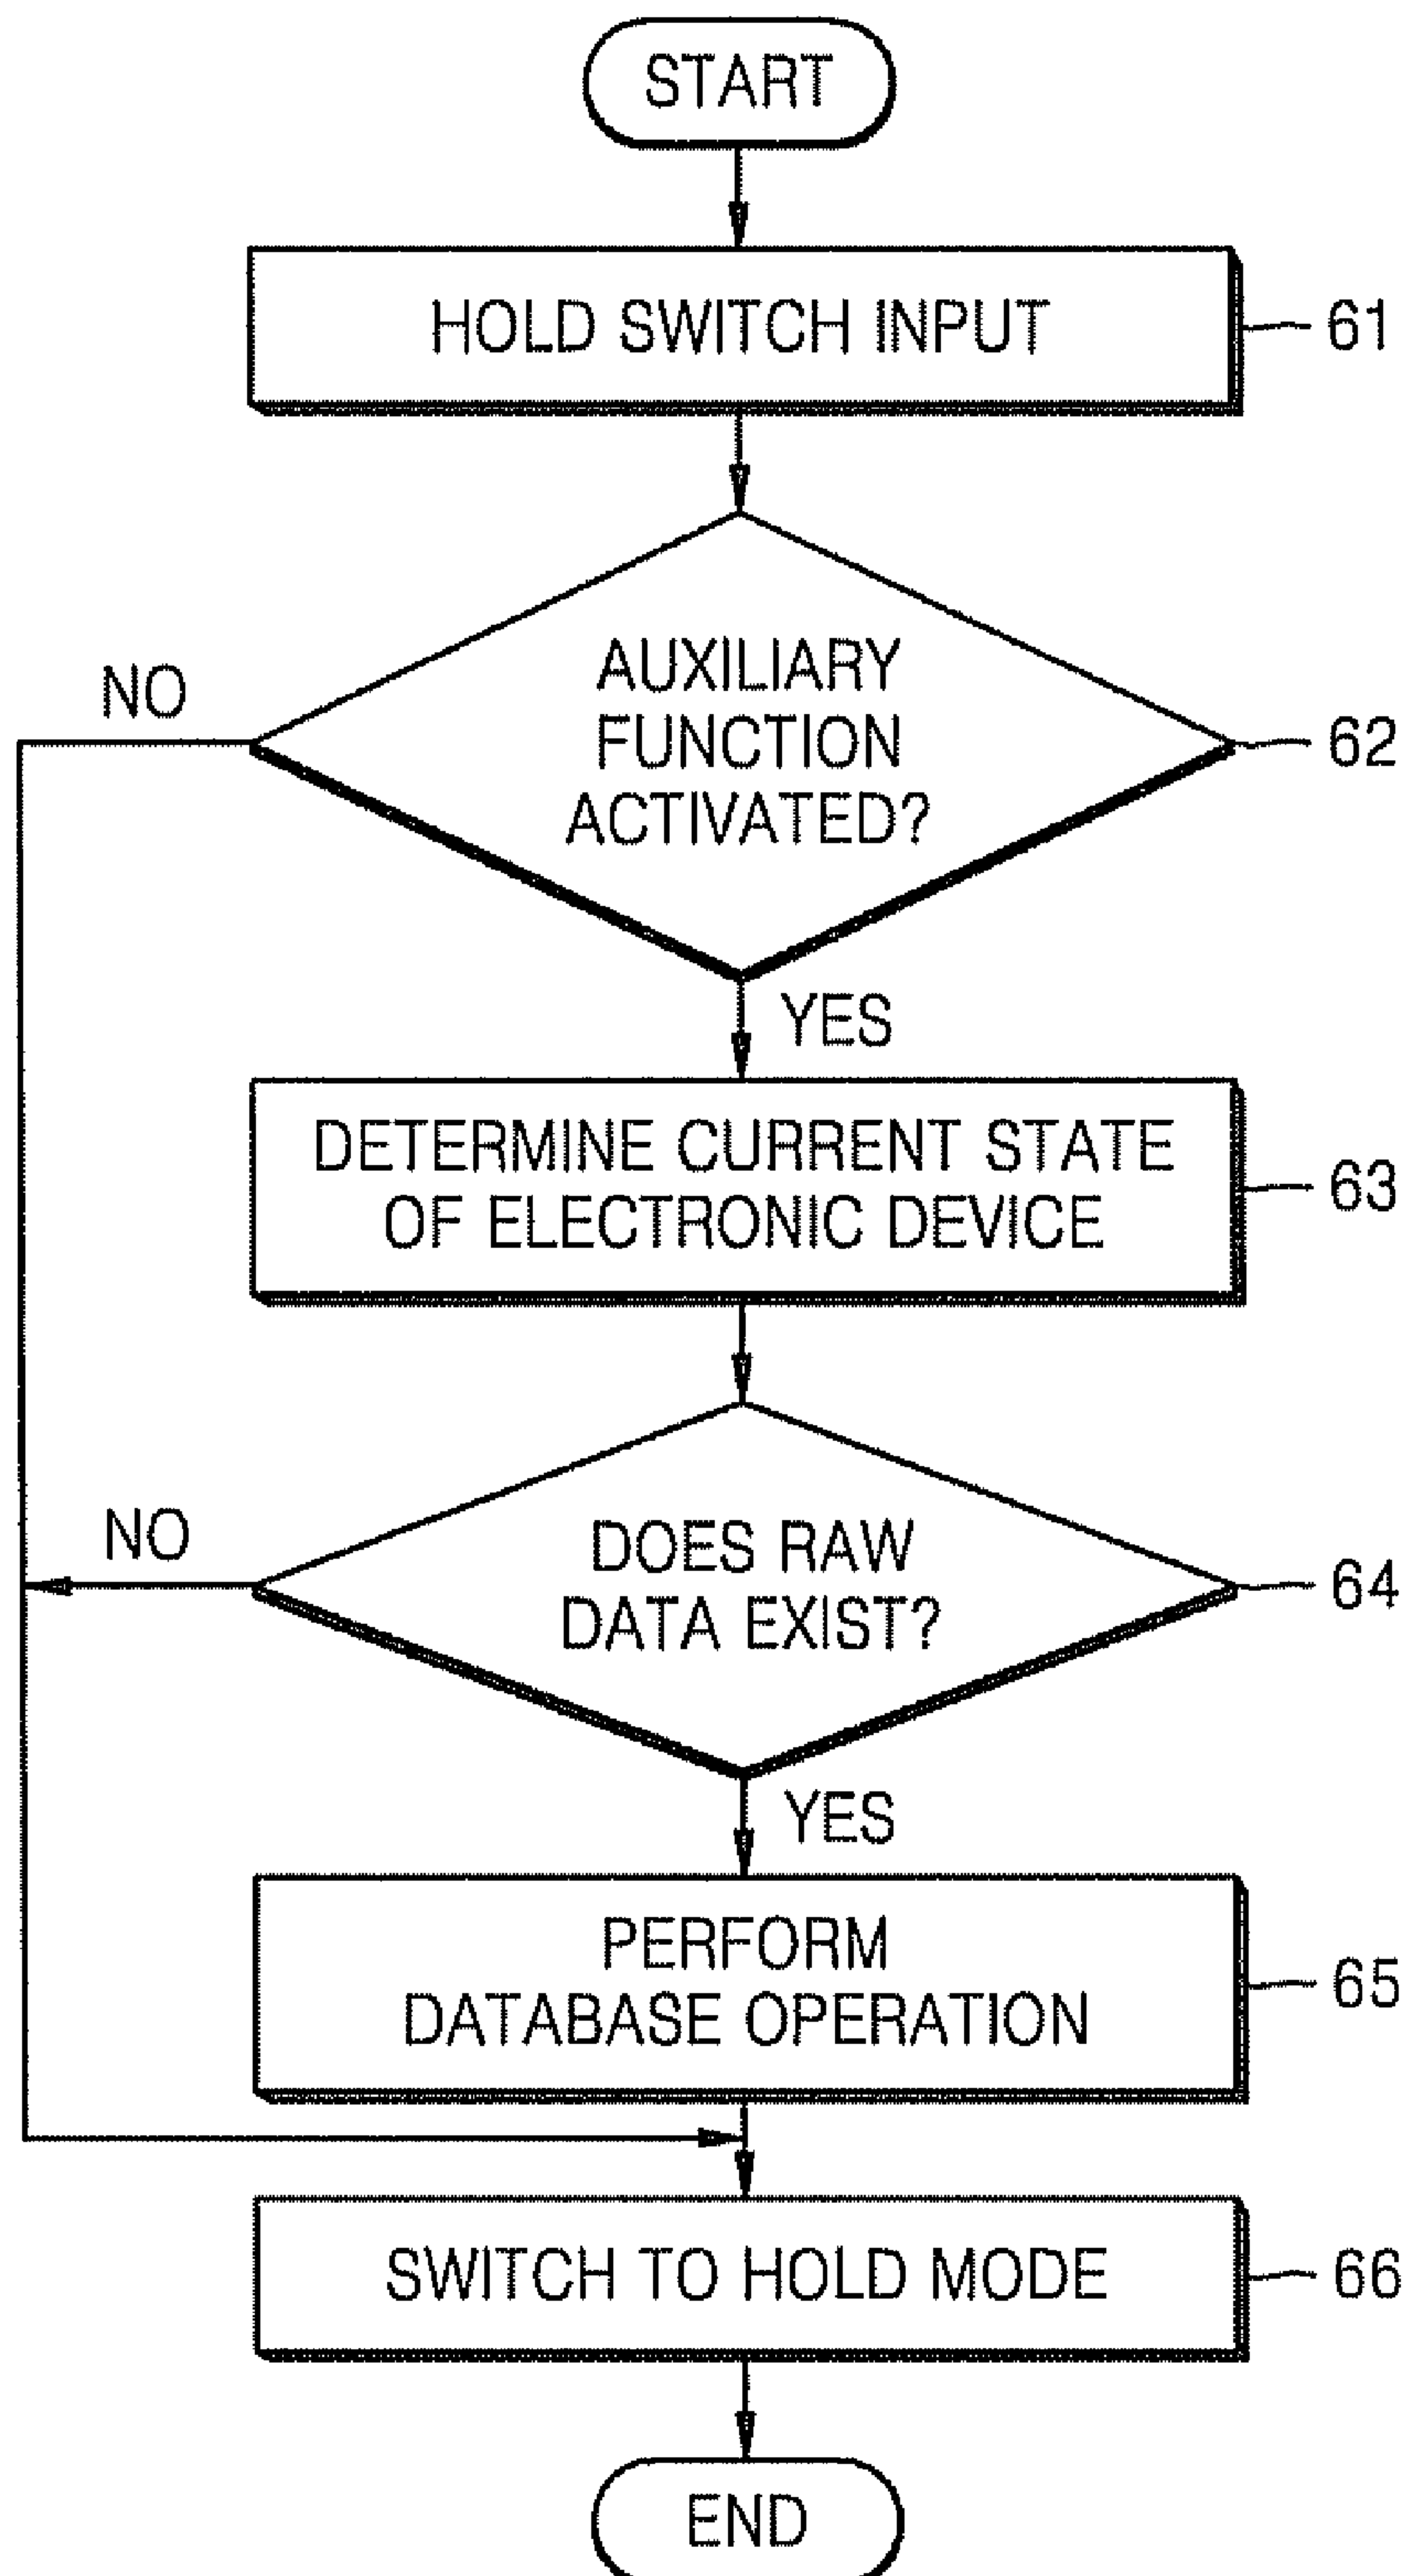 START
HOLD SWITCH INPUT
61
AUXILIARY
FUNCTION
ACTIVATED?
62
NO
YES
DETERMINE CURRENT STATE
OF ELECTRONIC DEVICE
63
DOES RAW
DATA EXIST?
64
NO
YES
PERFORM
DATABASE OPERATION
65
SWITCH TO HOLD MODE
66
END